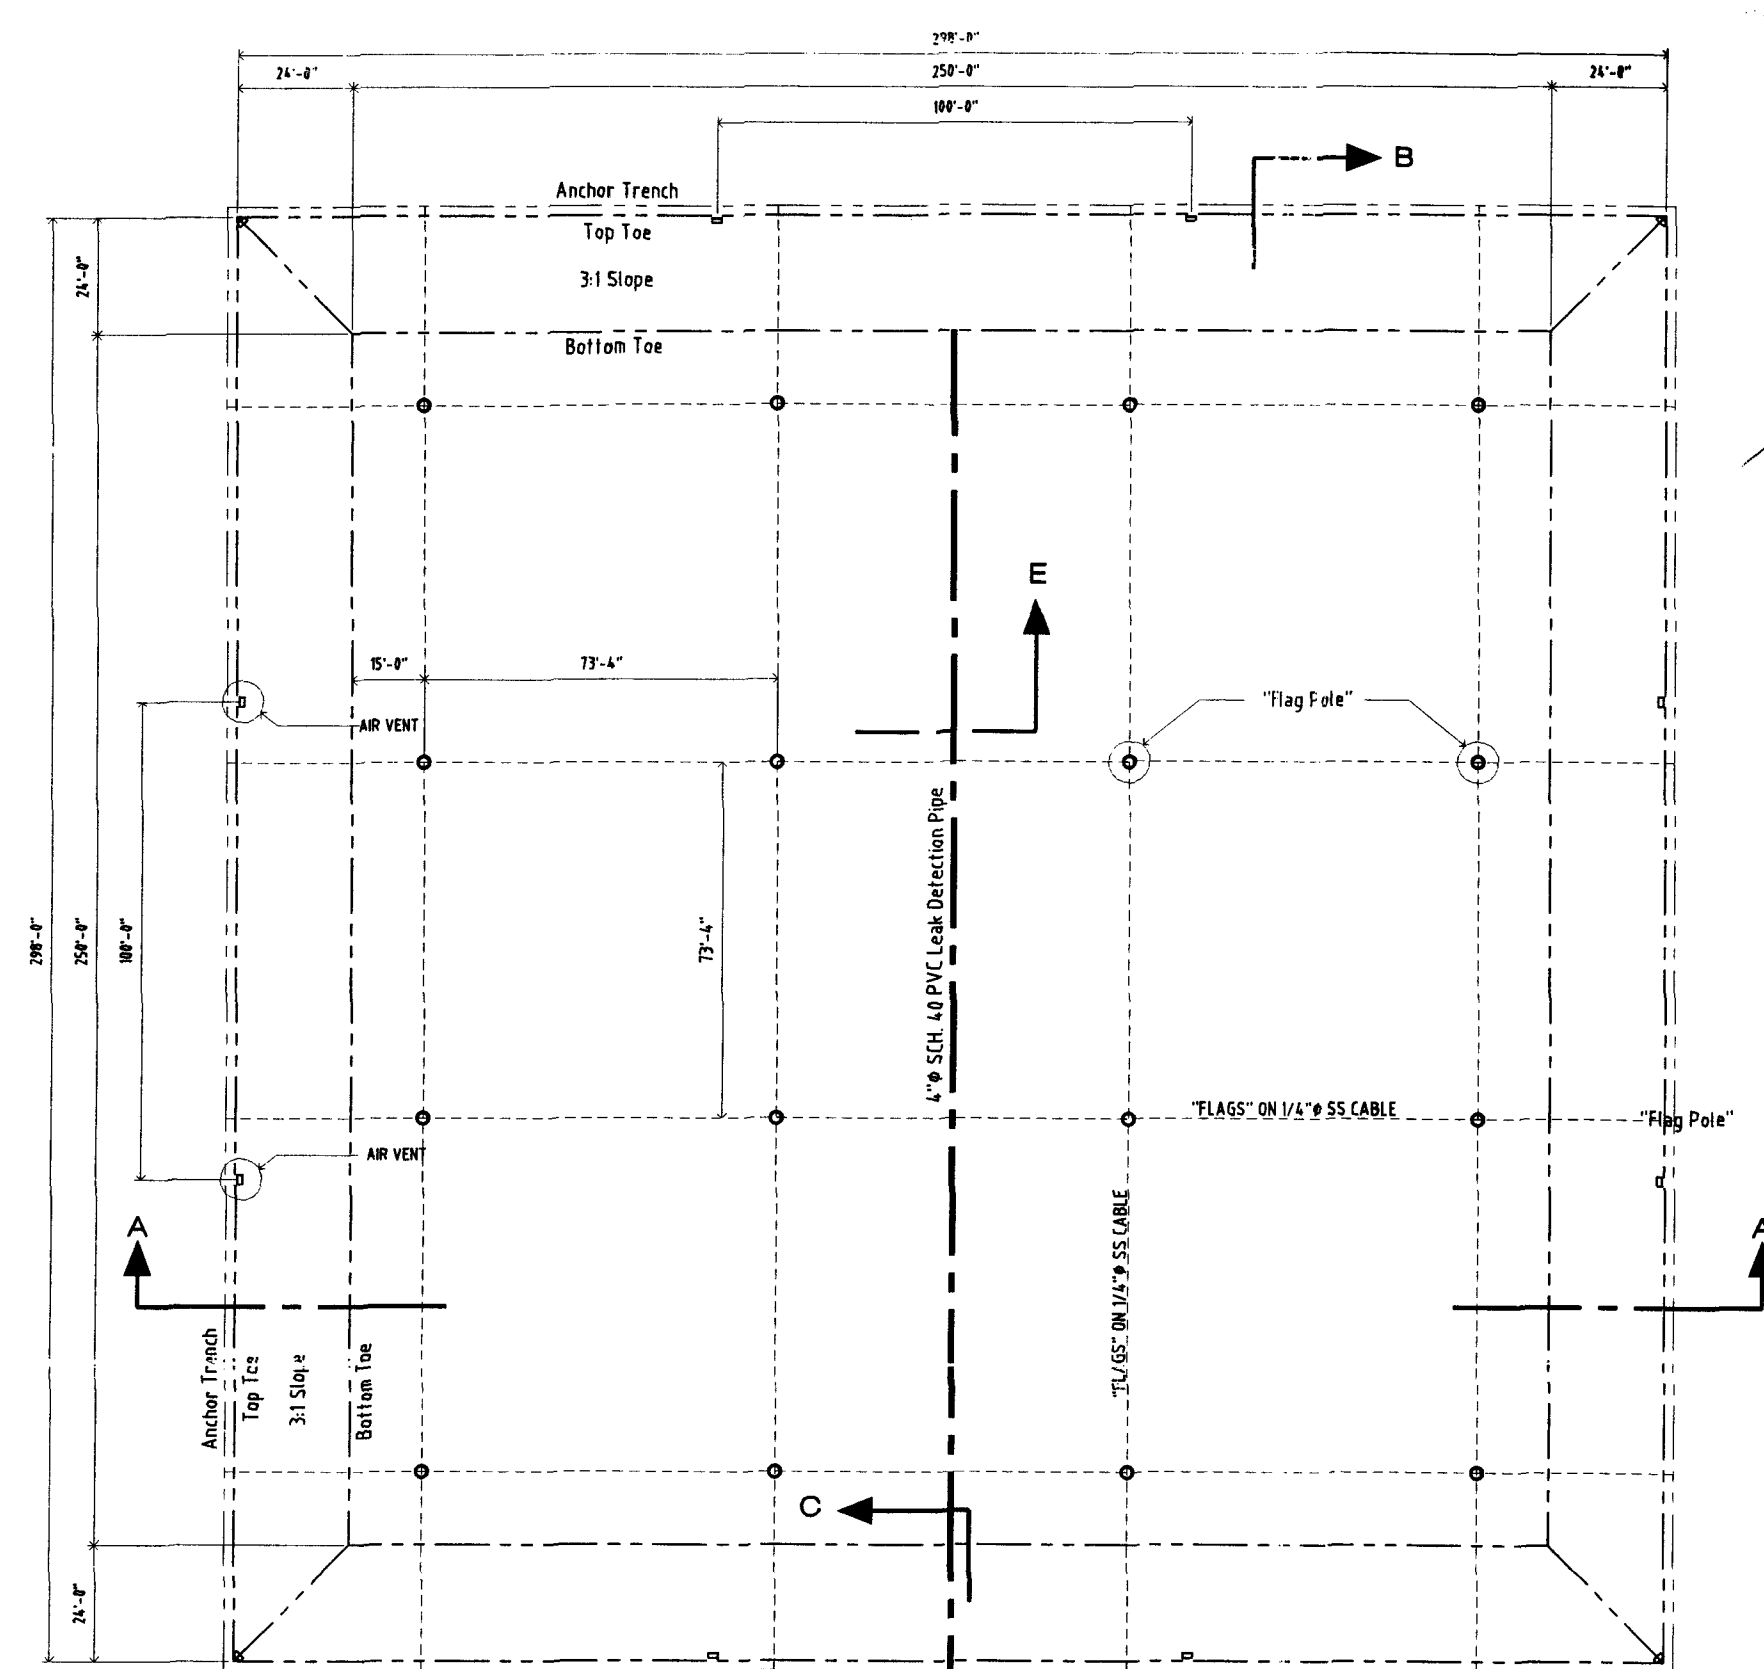 298'-0"
24'-0" 250'-0" 24'-0"
100'-0"
B
Anchor Trench
Top Toe
24'-0"
3:1 Slope
Bottom Toe
E
15'-0" 73'-4"
"Flag Pole"
AIR VENT
4"φ SCH. 40 PVC Leak Detection Pipe
298'-0"
250'-0"
100'-0"
73'-4"
"FLAGS" ON 1/4"φ SS CABLE
"Flag Pole"
AIR VENT
"FLAGS" ON 1/4"φ SS CABLE
A
A
Anchor Trench
Top Toe
3:1 Slope
Bottom Toe
C
24'-0"